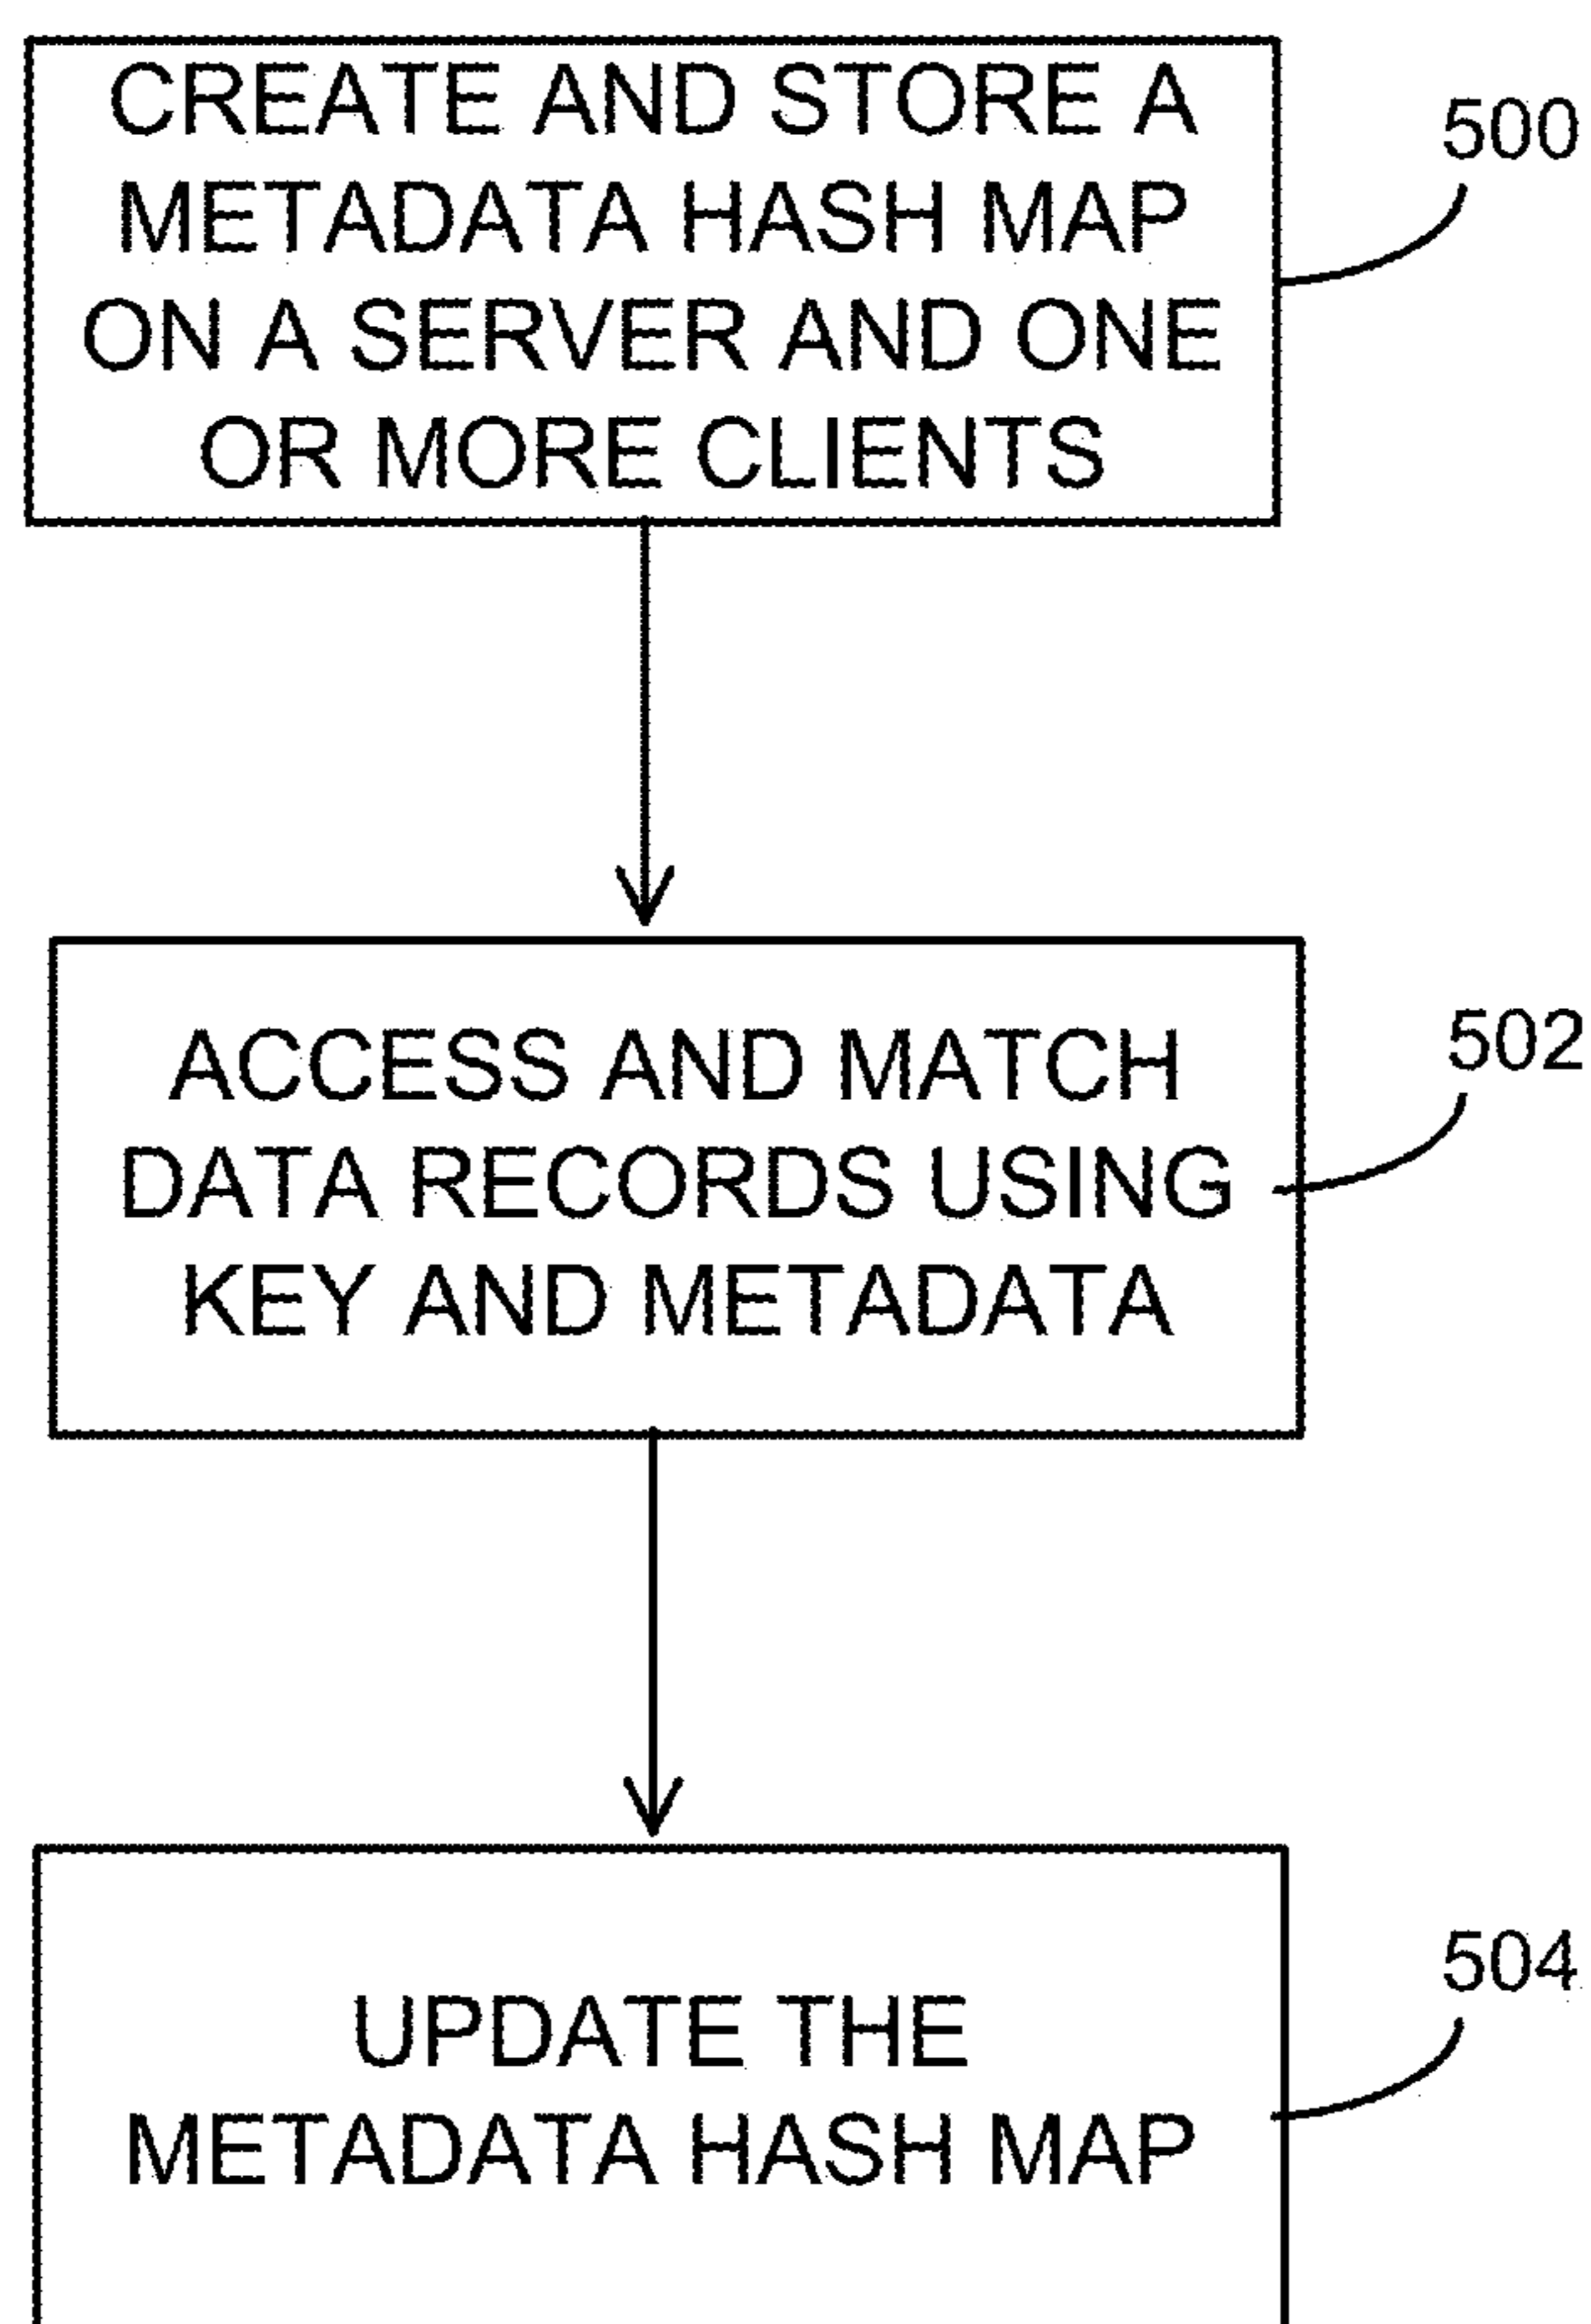 CREATE AND STORE A
METADATA HASH MAP
ON A SERVER AND ONE
OR MORE CLIENTS
500
ACCESS AND MATCH
DATA RECORDS USING
KEY AND METADATA
502
UPDATE THE
METADATA HASH MAP
504